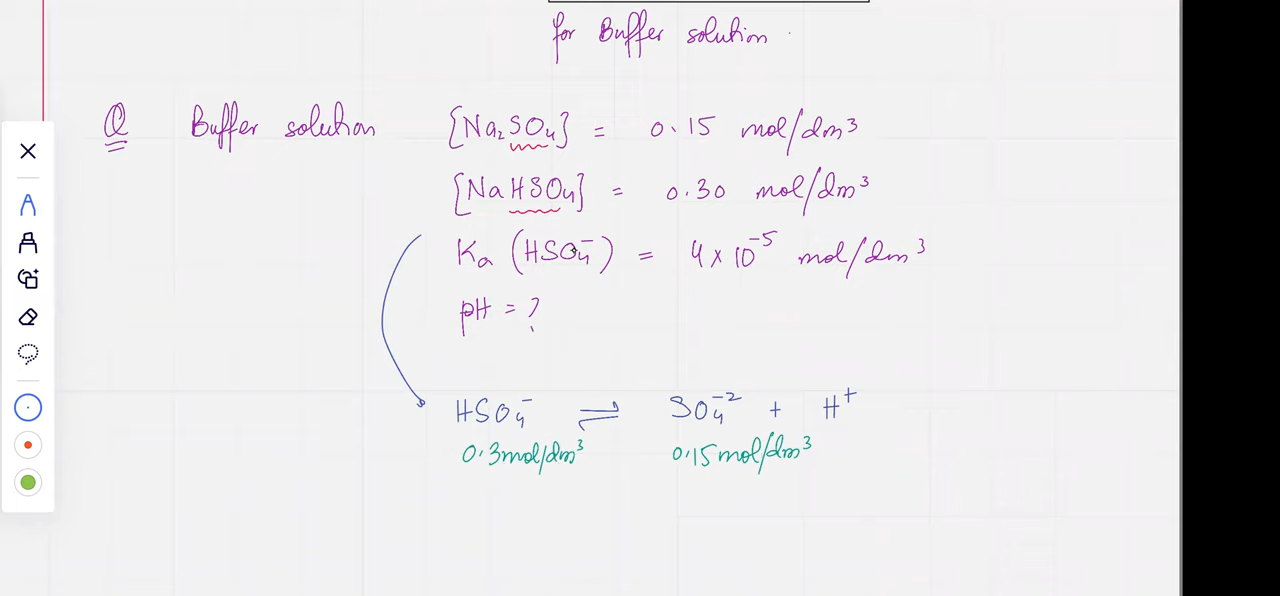 for Buffer solution
Q Buffer solution [Na₂SO₄] = 0.15 mol/dm³
[NaHSO₄] = 0.30 mol/dm³
Ka (HSO₄⁻) = 4 × 10⁻⁵ mol/dm³
pH = ?
HSO₄⁻ ⇌ SO₄⁻² + H⁺
0.3mol/dm³ 0.15mol/dm³